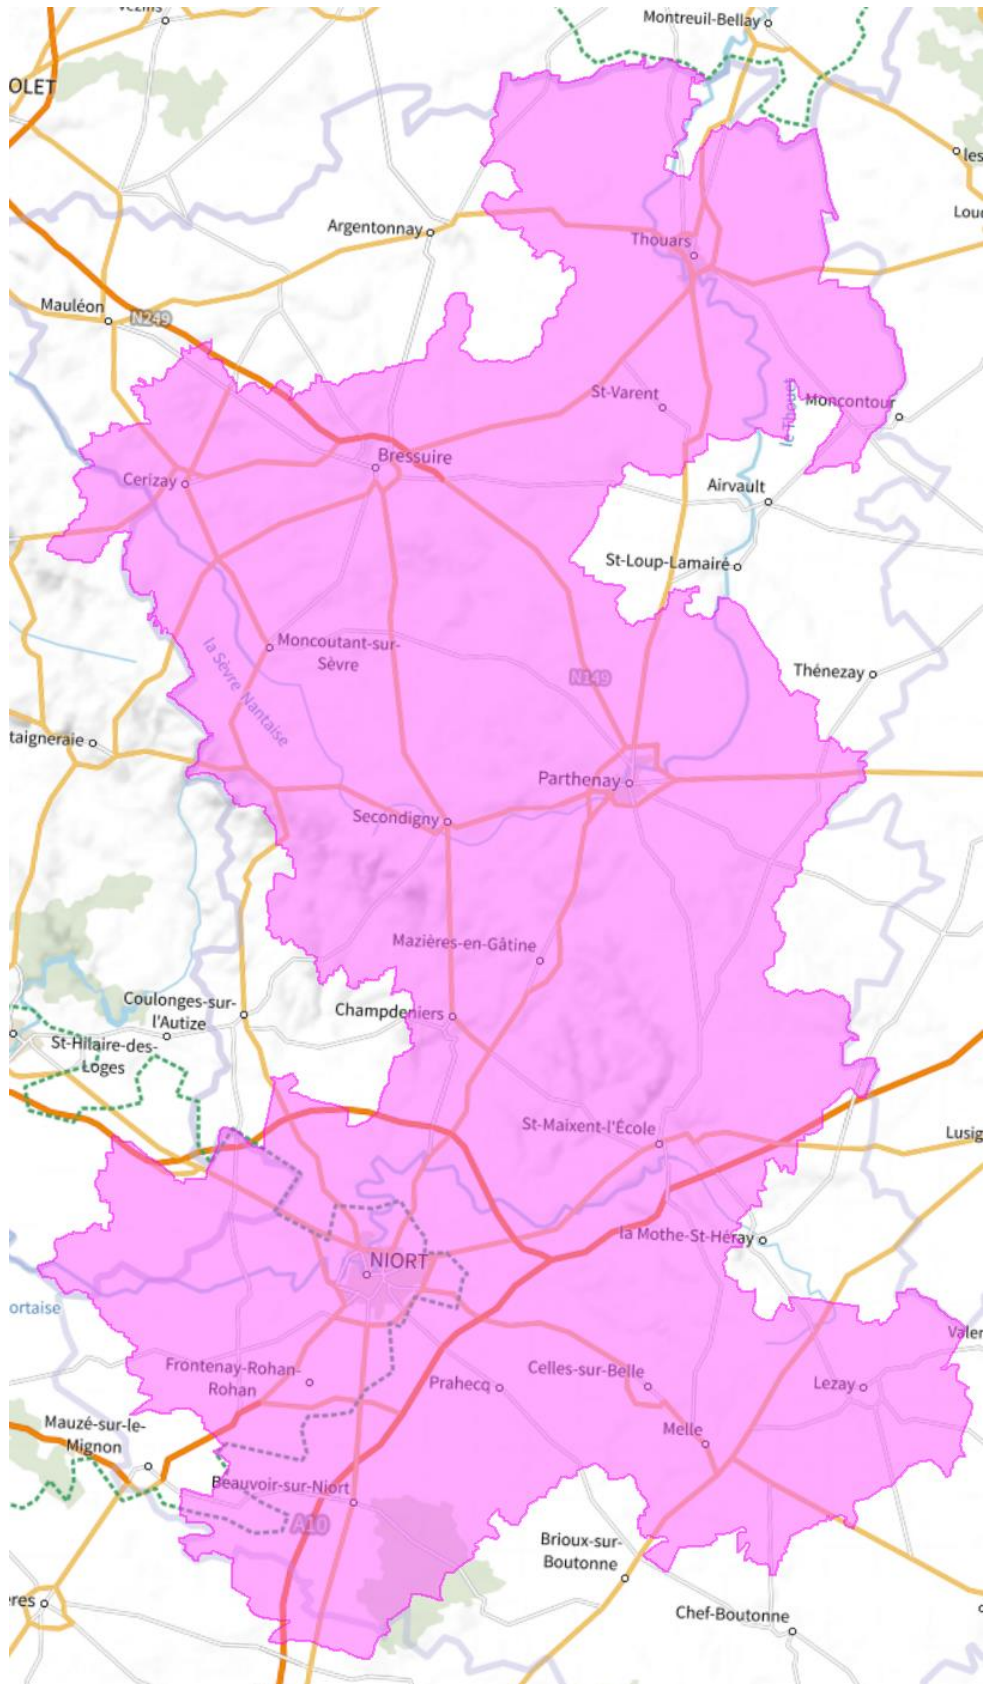 Montreuil-Bellay
OLET
les
Argentonnay
Thouars
Mauléon
N249
St-Varent
le Thouet
Moncontour
Bressuire
Cerizay
Airvault
St-Loup-Lamairé
Moncoutant-sur-
Sèvre
la Sèvre Nantaise
N149
Thénezay
taigneraie
Parthenay
Secondigny
Mazières-en-Gâtine
Coulonges-sur-
l'Autize
Champdeniers
St-Hilaire-des-
Loges
St-Maixent-l'École
Lusig
la Mothe-St-Héray
NIORT
ortaise
Valen
Frontenay-Rohan-
Rohan
Celles-sur-Belle
Prahecq
Lezay
Mauzé-sur-le-
Mignon
Melle
Beauvoir-sur-Niort
A10
Brioux-sur-
Boutonne
res
Chef-Boutonne